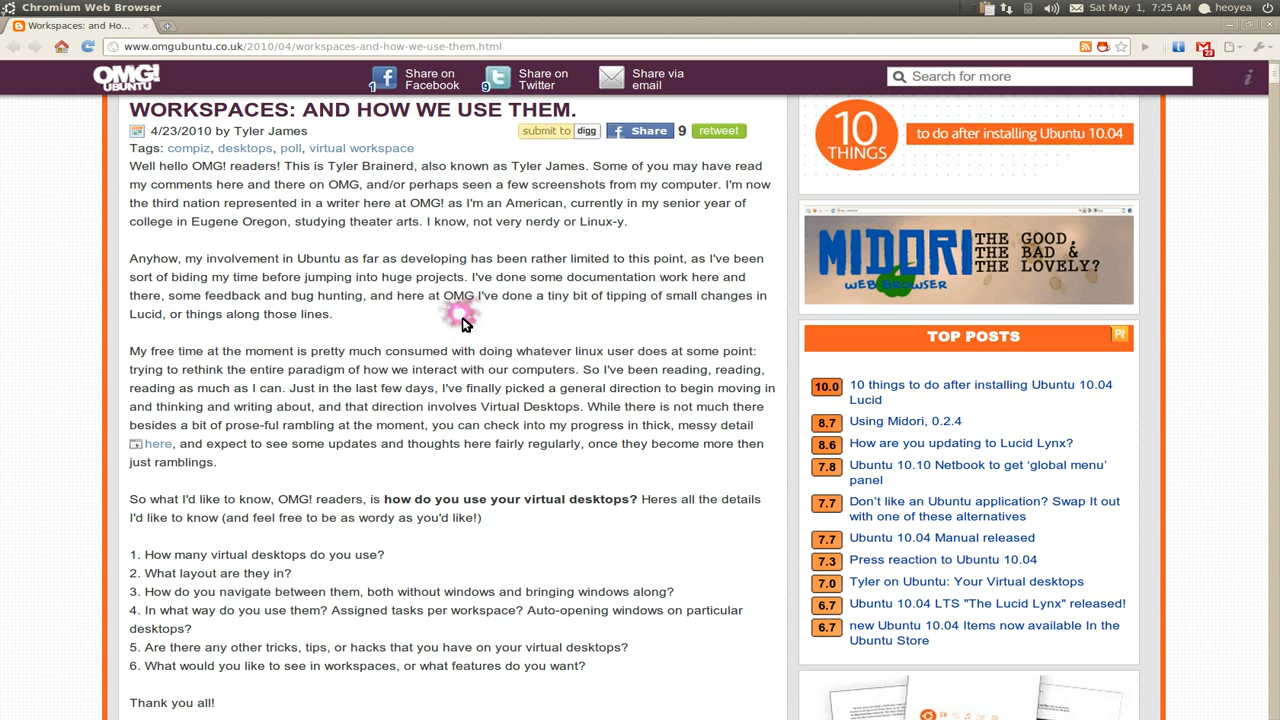 Chromium Web Browser
Sat May 1, 7:25 AM
heoyea
Workspaces: and Ho...
www.omgubuntu.co.uk/2010/04/workspaces-and-how-we-use-them.html
23
OMG!
UBUNTU
1
Share on
Facebook
9
Share on
Twitter
Share via
email
Search for more
i
WORKSPACES: AND HOW WE USE THEM.
4/23/2010 by Tyler James
submit to digg
f Share
9 retweet
Tags: compiz, desktops, poll, virtual workspace
Well hello OMG! readers! This is Tyler Brainerd, also known as Tyler James. Some of you may have read
my comments here and there on OMG, and/or perhaps seen a few screenshots from my computer. I'm now
the third nation represented in a writer here at OMG! as I'm an American, currently in my senior year of
college in Eugene Oregon, studying theater arts. I know, not very nerdy or Linux-y.
Anyhow, my involvement in Ubuntu as far as developing has been rather limited to this point, as I've been
sort of biding my time before jumping into huge projects. I've done some documentation work here and
there, some feedback and bug hunting, and here at OMG I've done a tiny bit of tipping of small changes in
Lucid, or things along those lines.
My free time at the moment is pretty much consumed with doing whatever linux user does at some point:
trying to rethink the entire paradigm of how we interact with our computers. So I've been reading, reading,
reading as much as I can. Just in the last few days, I've finally picked a general direction to begin moving in
and thinking and writing about, and that direction involves Virtual Desktops. While there is not much there
besides a bit of prose-ful rambling at the moment, you can check into my progress in thick, messy detail
here, and expect to see some updates and thoughts here fairly regularly, once they become more then
just ramblings.
So what I'd like to know, OMG! readers, is how do you use your virtual desktops? Heres all the details
I'd like to know (and feel free to be as wordy as you'd like!)
1. How many virtual desktops do you use?
2. What layout are they in?
3. How do you navigate between them, both without windows and bringing windows along?
4. In what way do you use them? Assigned tasks per workspace? Auto-opening windows on particular
desktops?
5. Are there any other tricks, tips, or hacks that you have on your virtual desktops?
6. What would you like to see in workspaces, or what features do you want?
Thank you all!
10
THINGS
to do after installing Ubuntu 10.04
MIDORI
WEB BROWSER
THE GOOD,
THE BAD &
THE LOVELY?
TOP POSTS
10.0 10 things to do after installing Ubuntu 10.04
Lucid
8.7 Using Midori, 0.2.4
8.6 How are you updating to Lucid Lynx?
7.8 Ubuntu 10.10 Netbook to get ‘global menu’
panel
7.7 Don’t like an Ubuntu application? Swap It out
with one of these alternatives
7.7 Ubuntu 10.04 Manual released
7.3 Press reaction to Ubuntu 10.04
7.0 Tyler on Ubuntu: Your Virtual desktops
6.7 Ubuntu 10.04 LTS "The Lucid Lynx" released!
6.7 new Ubuntu 10.04 Items now available In the
Ubuntu Store